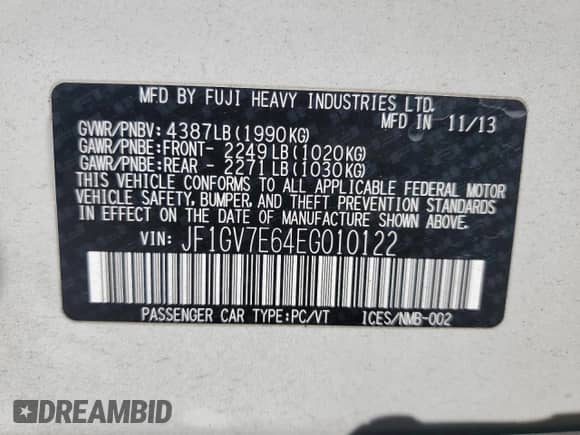 MFD BY FUJI HEAVY INDUSTRIES LTD.
MFD IN 11/13
GVWR/PNBV: 4387LB (1990KG)
GAWR/PNBE:FRONT- 2249LB (1020KG)
GAWR/PNBE:REAR - 2271LB (1030KG)
THIS VEHICLE CONFORMS TO ALL APPLICABLE FEDERAL MOTOR
VEHICLE SAFETY, BUMPER, AND THEFT PREVENTION STANDARDS
IN EFFECT ON THE DATE OF MANUFACTURE SHOWN ABOVE.
VIN: JF1GV7E64EG010122
PASSENGER CAR TYPE:PC/VT ICES/NMB-002
DREAMBID